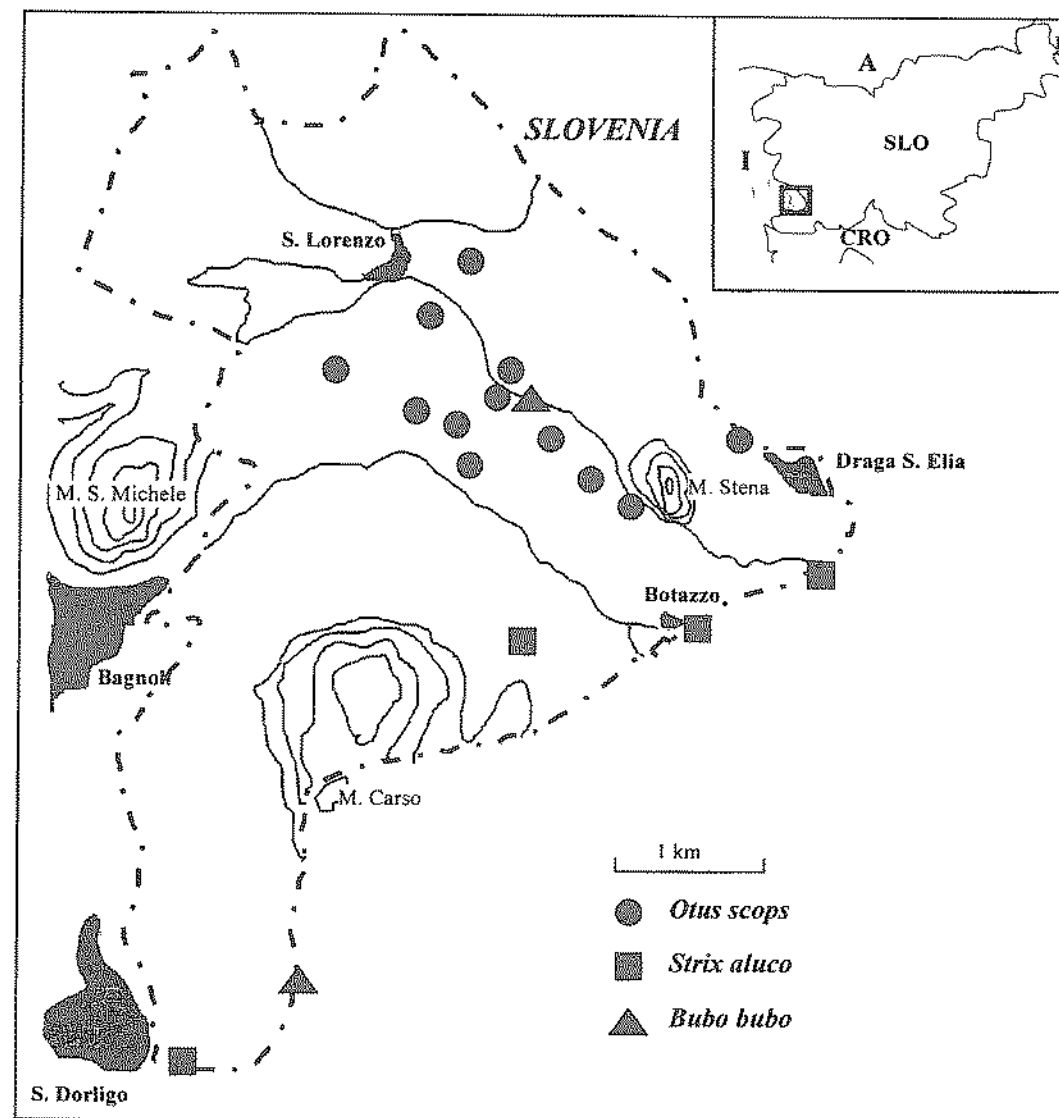 SLOVENIA
A
SLO
I
CRO
S. Lorenzo
M. S. Michele
M. Stena
Draga S. Elia
Botazzo
Bagnoli
M. Carso
1 km
Otus scops
Strix aluco
Bubo bubo
S. Dorligo